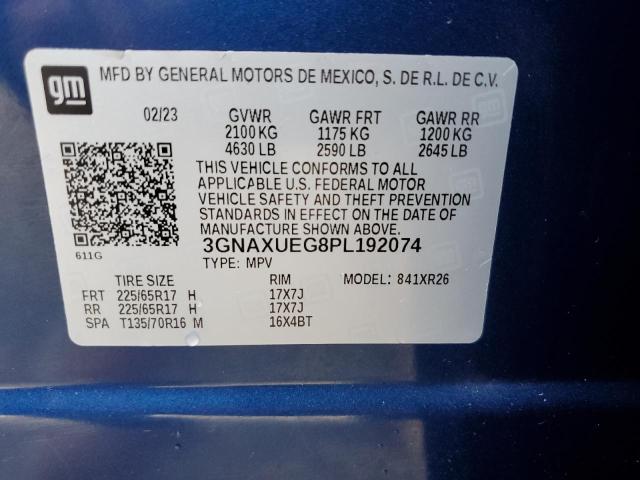 gm
MFD BY GENERAL MOTORS DE MEXICO, S. DE R.L. DE C.V.
02/23 GVWR GAWR FRT GAWR RR
2100 KG 1175 KG 1200 KG
4630 LB 2590 LB 2645 LB
THIS VEHICLE CONFORMS TO ALL
APPLICABLE U.S. FEDERAL MOTOR
VEHICLE SAFETY AND THEFT PREVENTION
STANDARDS IN EFFECT ON THE DATE OF
MANUFACTURE SHOWN ABOVE.
3GNAXUEG8PL192074
611G
TYPE: MPV
TIRE SIZE RIM MODEL: 841XR26
FRT 225/65R17 H 17X7J
RR 225/65R17 H 17X7J
SPA T135/70R16 M 16X4BT